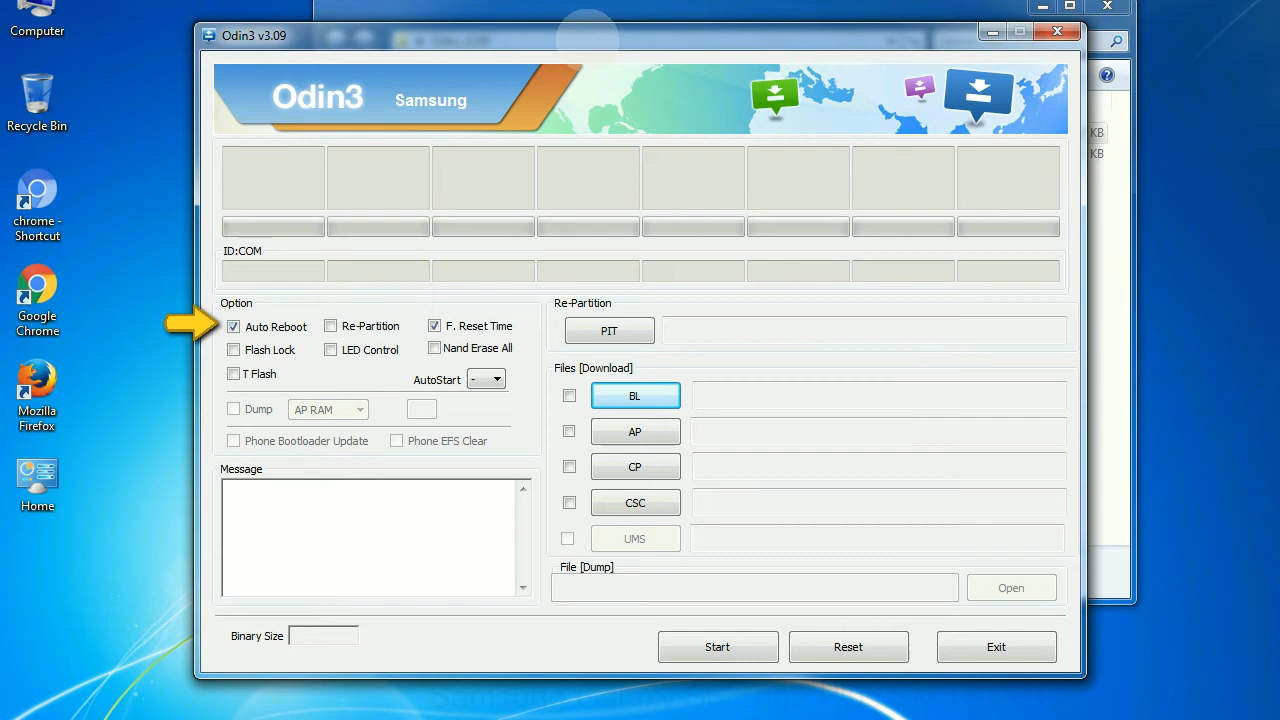 Computer
Recycle Bin
chrome - Shortcut
Google Chrome
Mozilla Firefox
Home
Odin3 v3.09
Odin3 Samsung
ID:COM
Option
Auto Reboot
Re-Partition
F. Reset Time
Flash Lock
LED Control
Nand Erase All
T Flash
AutoStart -
Dump AP RAM
Phone Bootloader Update
Phone EFS Clear
Message
Re-Partition
PIT
Files [Download]
BL
AP
CP
CSC
UMS
File [Dump]
Open
Binary Size
Start
Reset
Exit
KB
KB